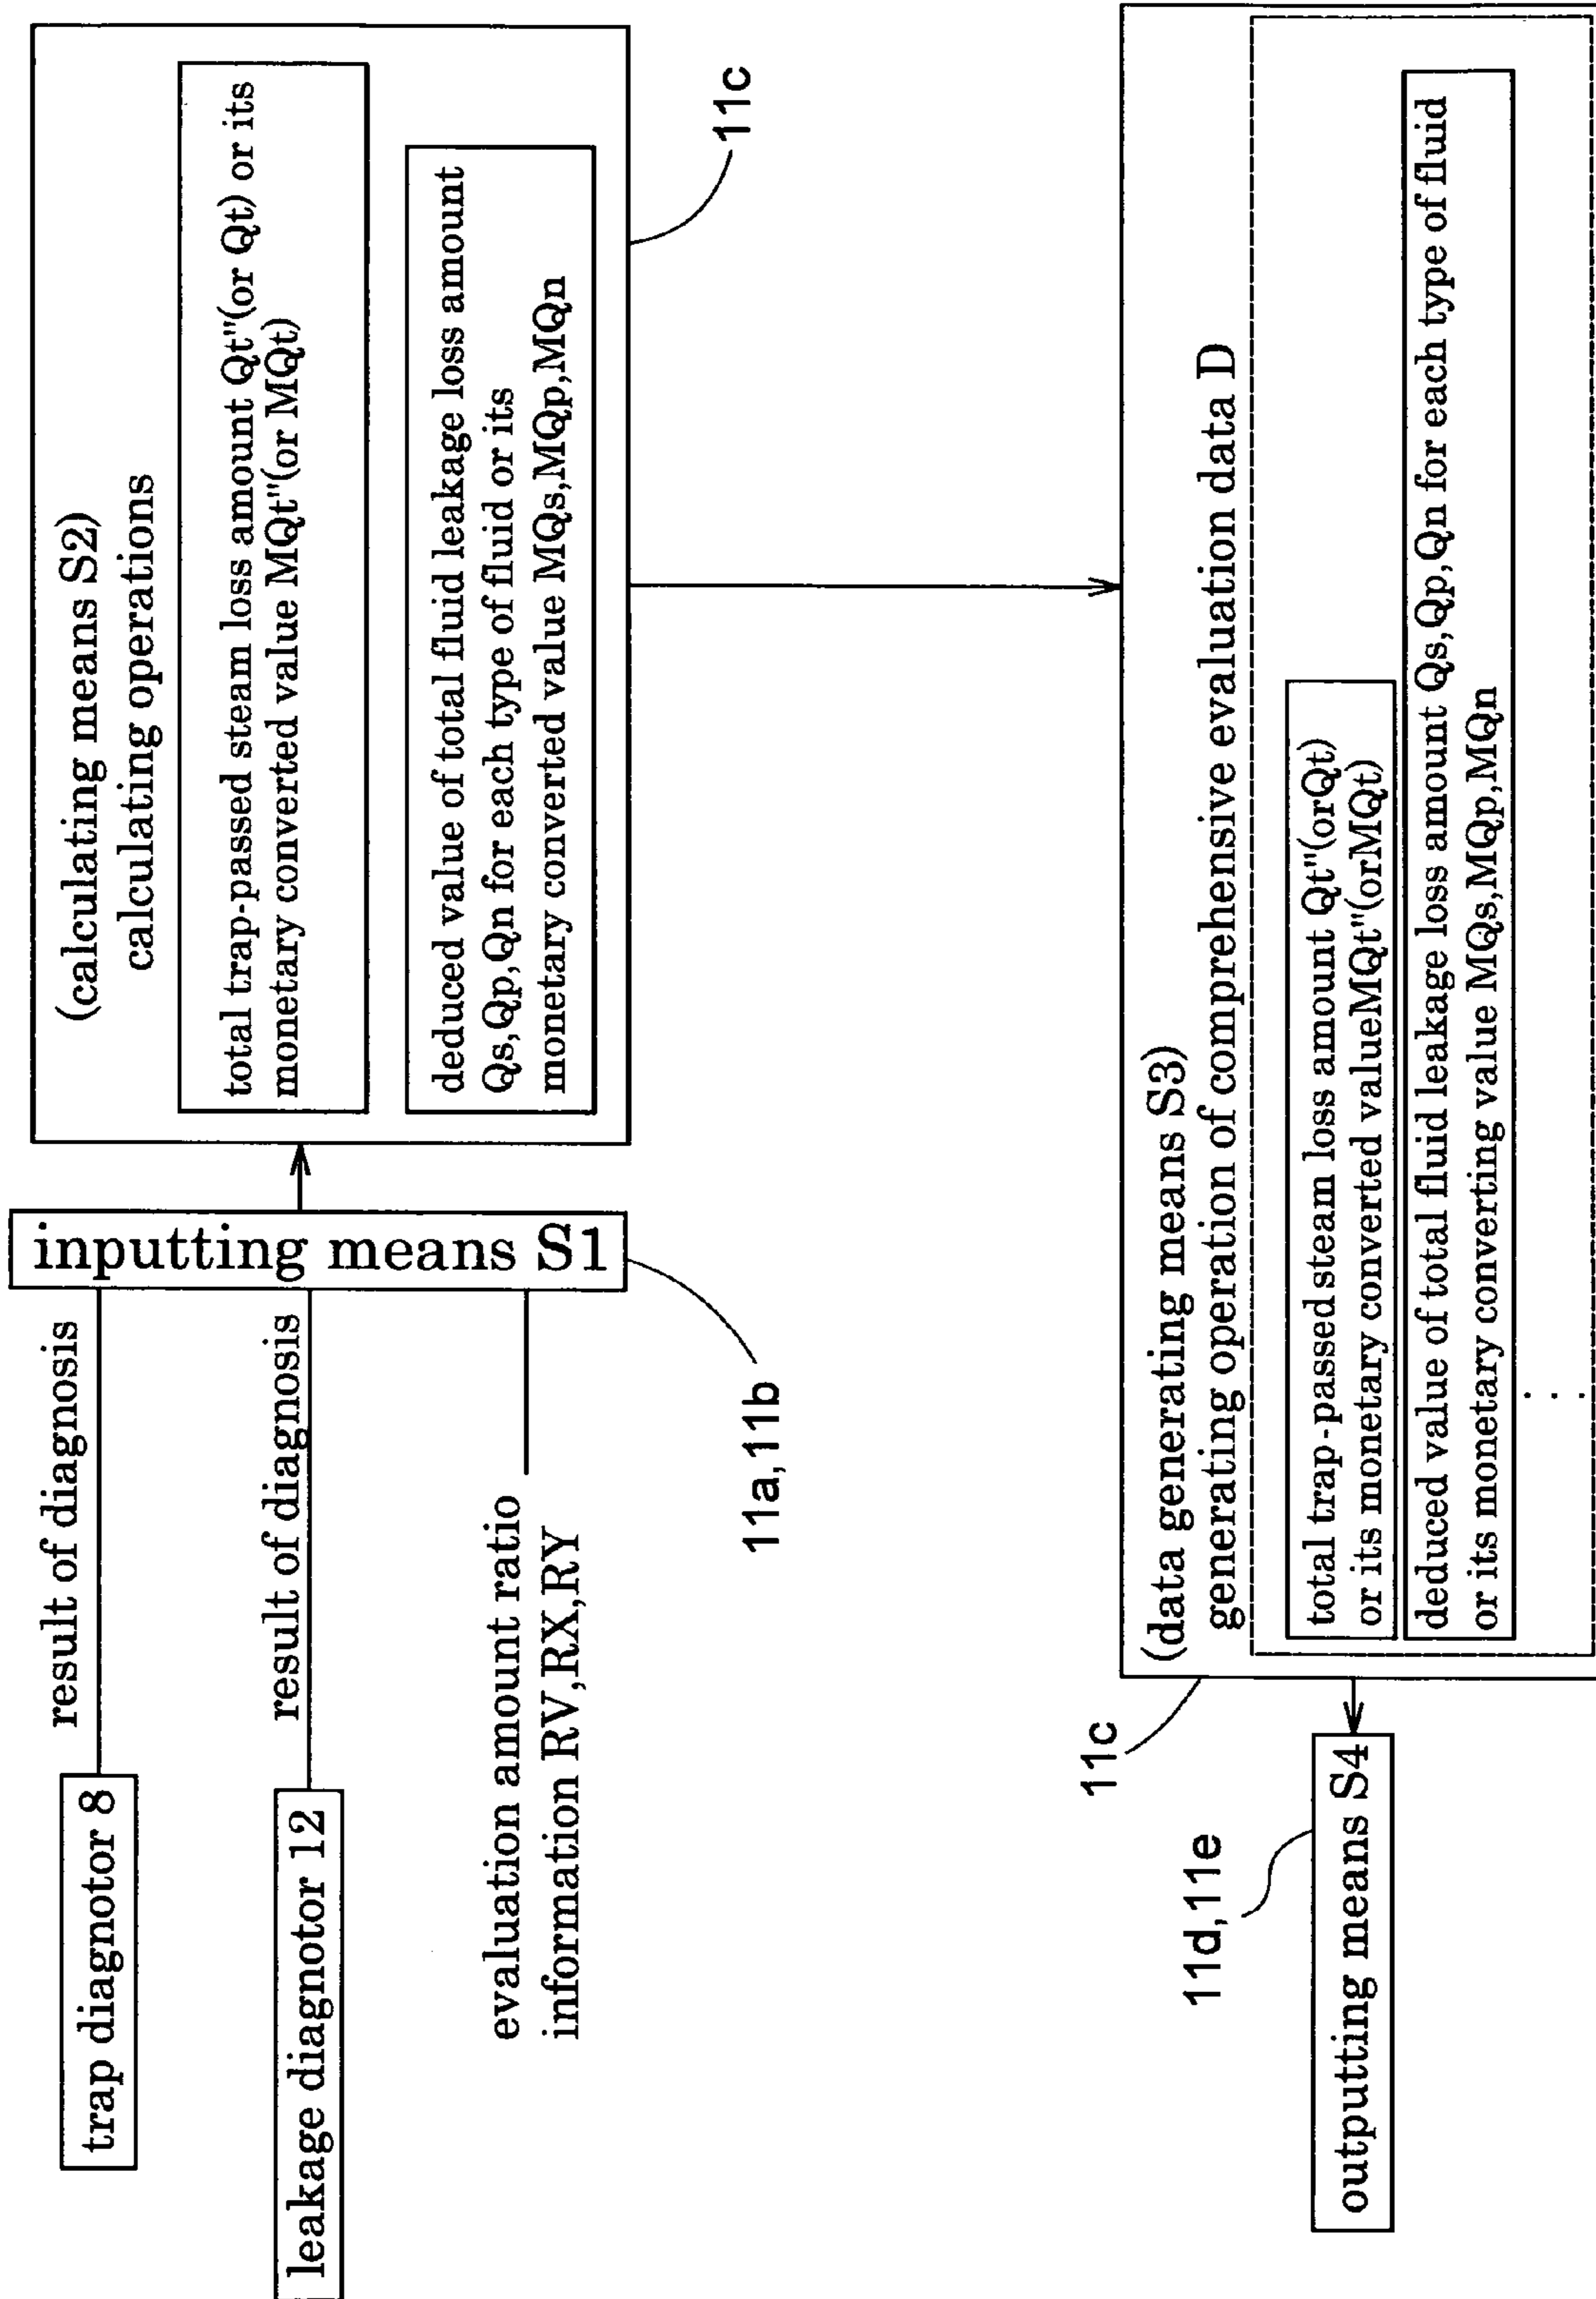 trap diagnotor 8
result of diagnosis
leakage diagnotor 12
result of diagnosis
evaluation amount ratio
information RV,RX,RY
inputting means S1
11a,11b
(calculating means S2)
calculating operations
total trap-passed steam loss amount Qt"(or Qt) or its
monetary converted value MQt"(or MQt)
deduced value of total fluid leakage loss amount
Qs,Qp,Qn for each type of fluid or its
monetary converted value MQs,MQp,MQn
11c
(data generating means S3)
generating operation of comprehensive evaluation data D
total trap-passed steam loss amount Qt"(orQt)
or its monetary converted valueMQt"(orMQt)
deduced value of total fluid leakage loss amount Qs,Qp,Qn for each type of fluid
or its monetary converting value MQs,MQp,MQn
. . .
11c
11d,11e
outputting means S4